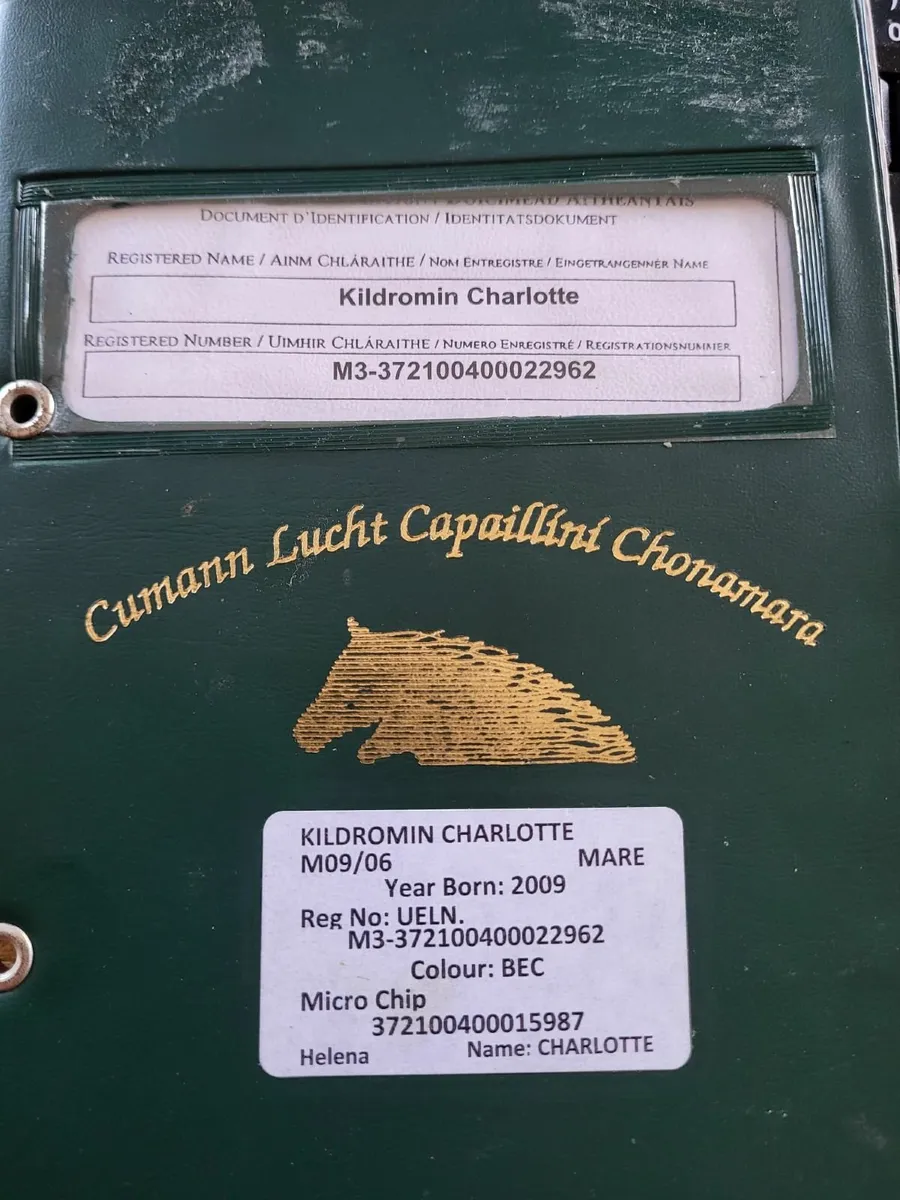 DOCUMENT D'IDENTIFICATION / IDENTITATSDOKUMENT
REGISTERED NAME / AINM CHLÁRAITHE / NOM ENTREGISTRE / EINGETRANGENNER NAME
Kildromin Charlotte
REGISTERED NUMBER / UIMHIR CHLÁRAITHE / NUMERO ENREGISTRÉ / REGISTRATIONSNUMMER
M3-372100400022962
Cumann Lucht Capaillíní Chonamara
KILDROMIN CHARLOTTE
M09/06 MARE
Year Born: 2009
Reg No: UELN.
M3-372100400022962
Colour: BEC
Micro Chip
372100400015987
Helena Name: CHARLOTTE